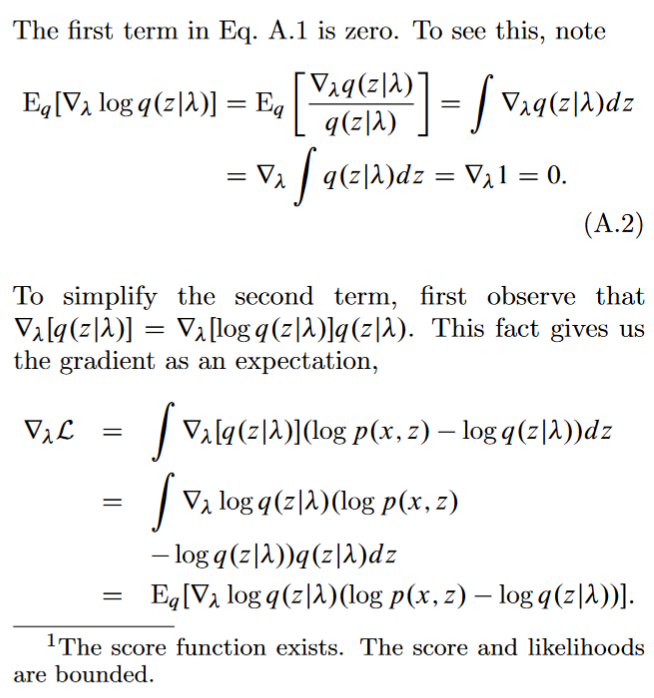 The first term in Eq. A.1 is zero. To see this, note
E_q[∇_λ log q(z|λ)] = E_q [∇_λ q(z|λ) / q(z|λ)] = ∫ ∇_λ q(z|λ)dz
= ∇_λ ∫ q(z|λ)dz = ∇_λ 1 = 0.
(A.2)
To simplify the second term, first observe that
∇_λ[q(z|λ)] = ∇_λ[log q(z|λ)]q(z|λ). This fact gives us
the gradient as an expectation,
∇_λ ℒ = ∫ ∇_λ[q(z|λ)](log p(x, z) − log q(z|λ))dz
= ∫ ∇_λ log q(z|λ)(log p(x, z)
− log q(z|λ))q(z|λ)dz
= E_q[∇_λ log q(z|λ)(log p(x, z) − log q(z|λ))].
¹The score function exists. The score and likelihoods
are bounded.